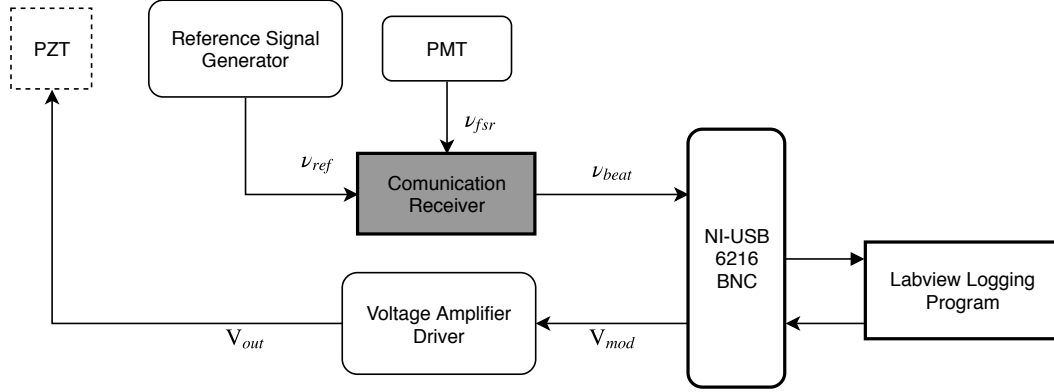 PZT
Reference Signal
Generator
PMT
ν_fsr
ν_ref
Comunication
Receiver
ν_beat
NI-USB
6216
BNC
Labview Logging
Program
Voltage Amplifier
Driver
V_out
V_mod